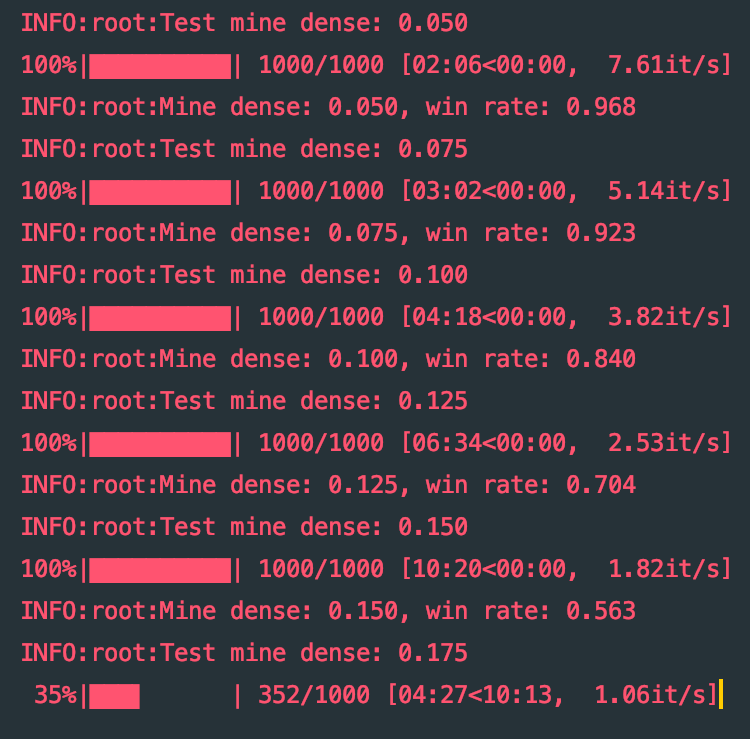 INFO:root:Test mine dense: 0.050
100%|██████████| 1000/1000 [02:06<00:00,  7.61it/s]
INFO:root:Mine dense: 0.050, win rate: 0.968
INFO:root:Test mine dense: 0.075
100%|██████████| 1000/1000 [03:02<00:00,  5.14it/s]
INFO:root:Mine dense: 0.075, win rate: 0.923
INFO:root:Test mine dense: 0.100
100%|██████████| 1000/1000 [04:18<00:00,  3.82it/s]
INFO:root:Mine dense: 0.100, win rate: 0.840
INFO:root:Test mine dense: 0.125
100%|██████████| 1000/1000 [06:34<00:00,  2.53it/s]
INFO:root:Mine dense: 0.125, win rate: 0.704
INFO:root:Test mine dense: 0.150
100%|██████████| 1000/1000 [10:20<00:00,  1.82it/s]
INFO:root:Mine dense: 0.150, win rate: 0.563
INFO:root:Test mine dense: 0.175
 35%|███▌      | 352/1000 [04:27<10:13,  1.06it/s]